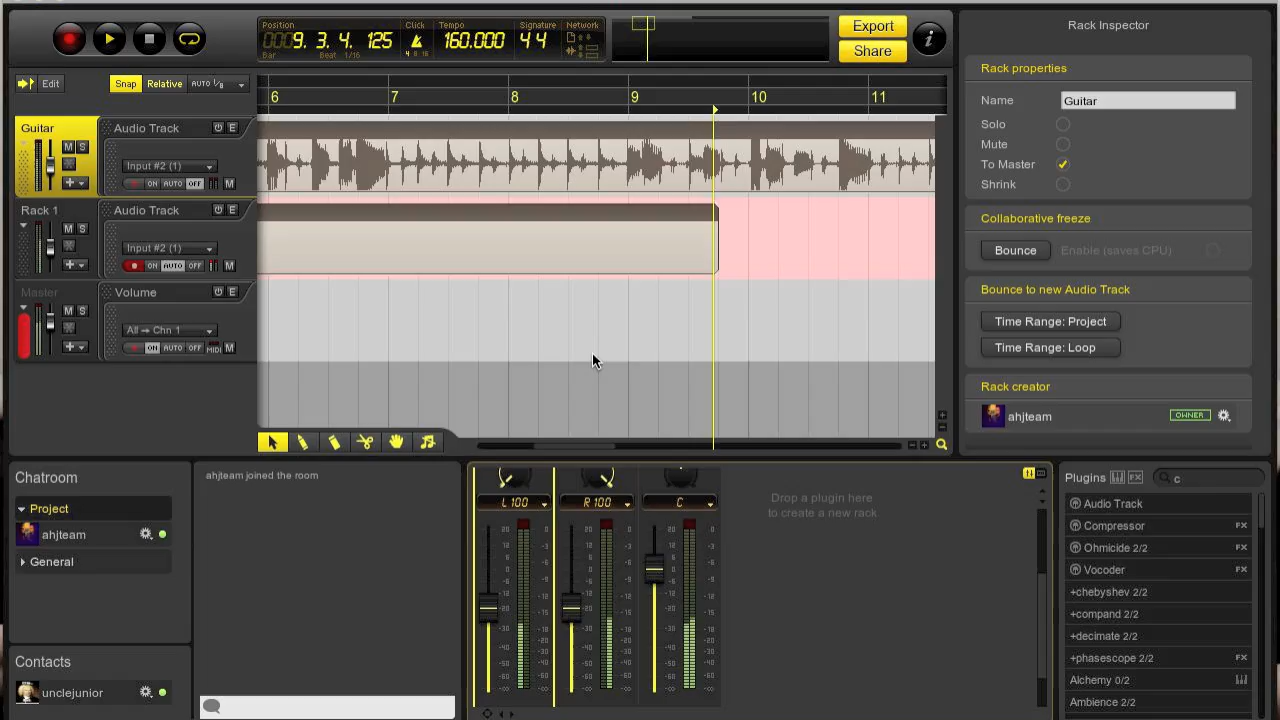 Position
0009. 3. 4. 125
Bar Beat 1/16
Click
4 8 16
Tempo
160.000
Signature
4 4
Network
Export
Share
i
Edit
Snap
Relative
AUTO 1/8
6 7 8 9 10 11
Guitar
M S
Audio Track
E
Input #2 (1)
ON AUTO OFF M
Rack 1
M S
Audio Track
E
Input #2 (1)
ON AUTO OFF M
Master
M S
Volume
E
All → Chn 1
ON AUTO OFF MIDI M
Rack Inspector
Rack properties
Name Guitar
Solo
Mute
To Master
Shrink
Collaborative freeze
Bounce Enable (saves CPU)
Bounce to new Audio Track
Time Range: Project
Time Range: Loop
Rack creator
ahjteam OWNER
Chatroom
Project
ahjteam
General
Contacts
unclejunior
ahjteam joined the room
L 100 R 100 C
Drop a plugin here
to create a new rack
Plugins FX c
Audio Track
Compressor FX
Ohmicide 2/2 FX
Vocoder FX
+chebyshev 2/2
+compand 2/2
+decimate 2/2
+phasescope 2/2 FX
Alchemy 0/2
Ambience 2/2